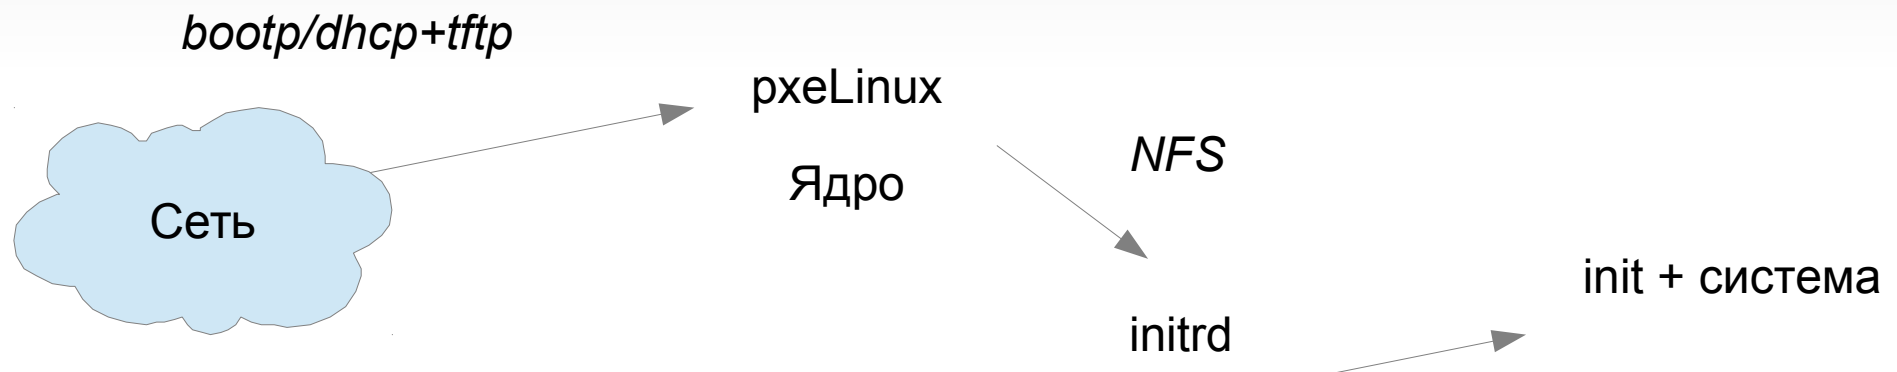 bootp/dhcp+tftp
pxeLinux
Ядро
Сеть
NFS
initrd
init + система